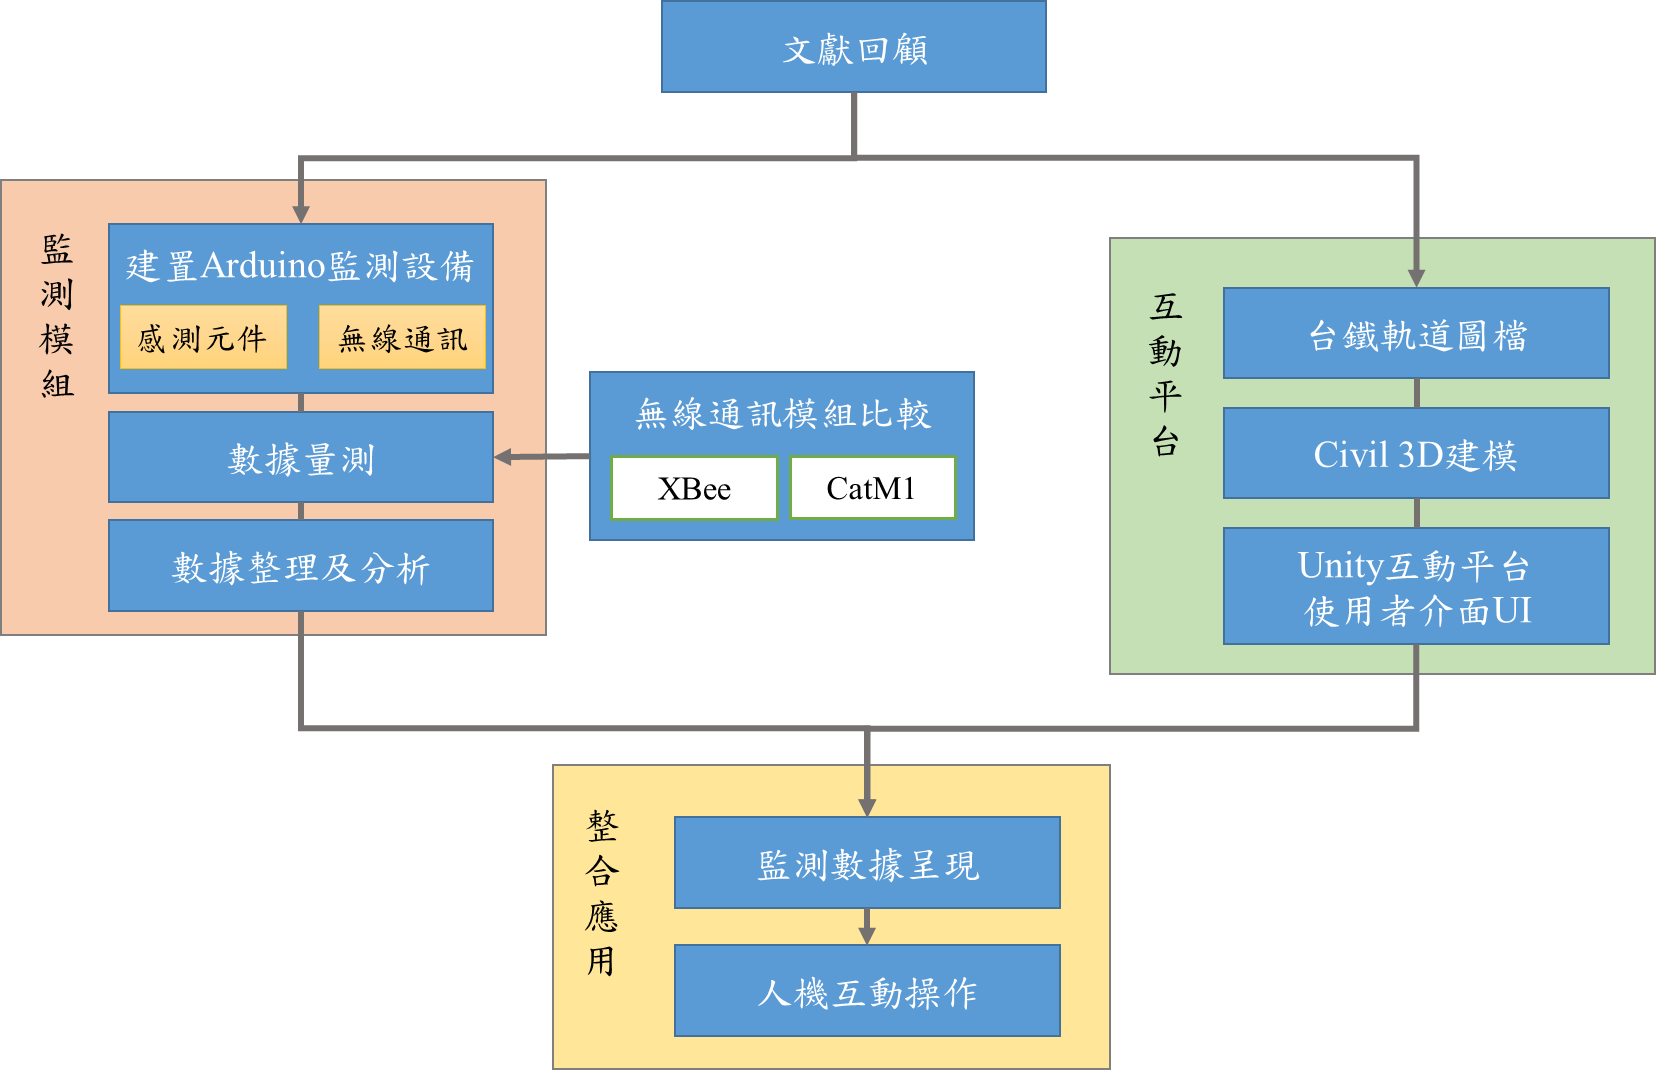 文獻回顧
監測模組
建置Arduino監測設備
感測元件
無線通訊
數據量測
數據整理及分析
無線通訊模組比較
XBee
CatM1
互動平台
台鐵軌道圖檔
Civil 3D建模
Unity互動平台
使用者介面UI
整合應用
監測數據呈現
人機互動操作